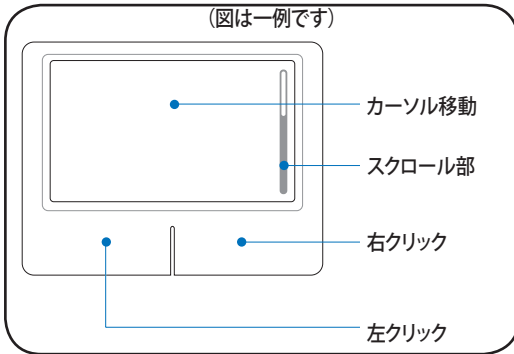 (図は一例です)
カーソル移動
スクロール部
右クリック
左クリック